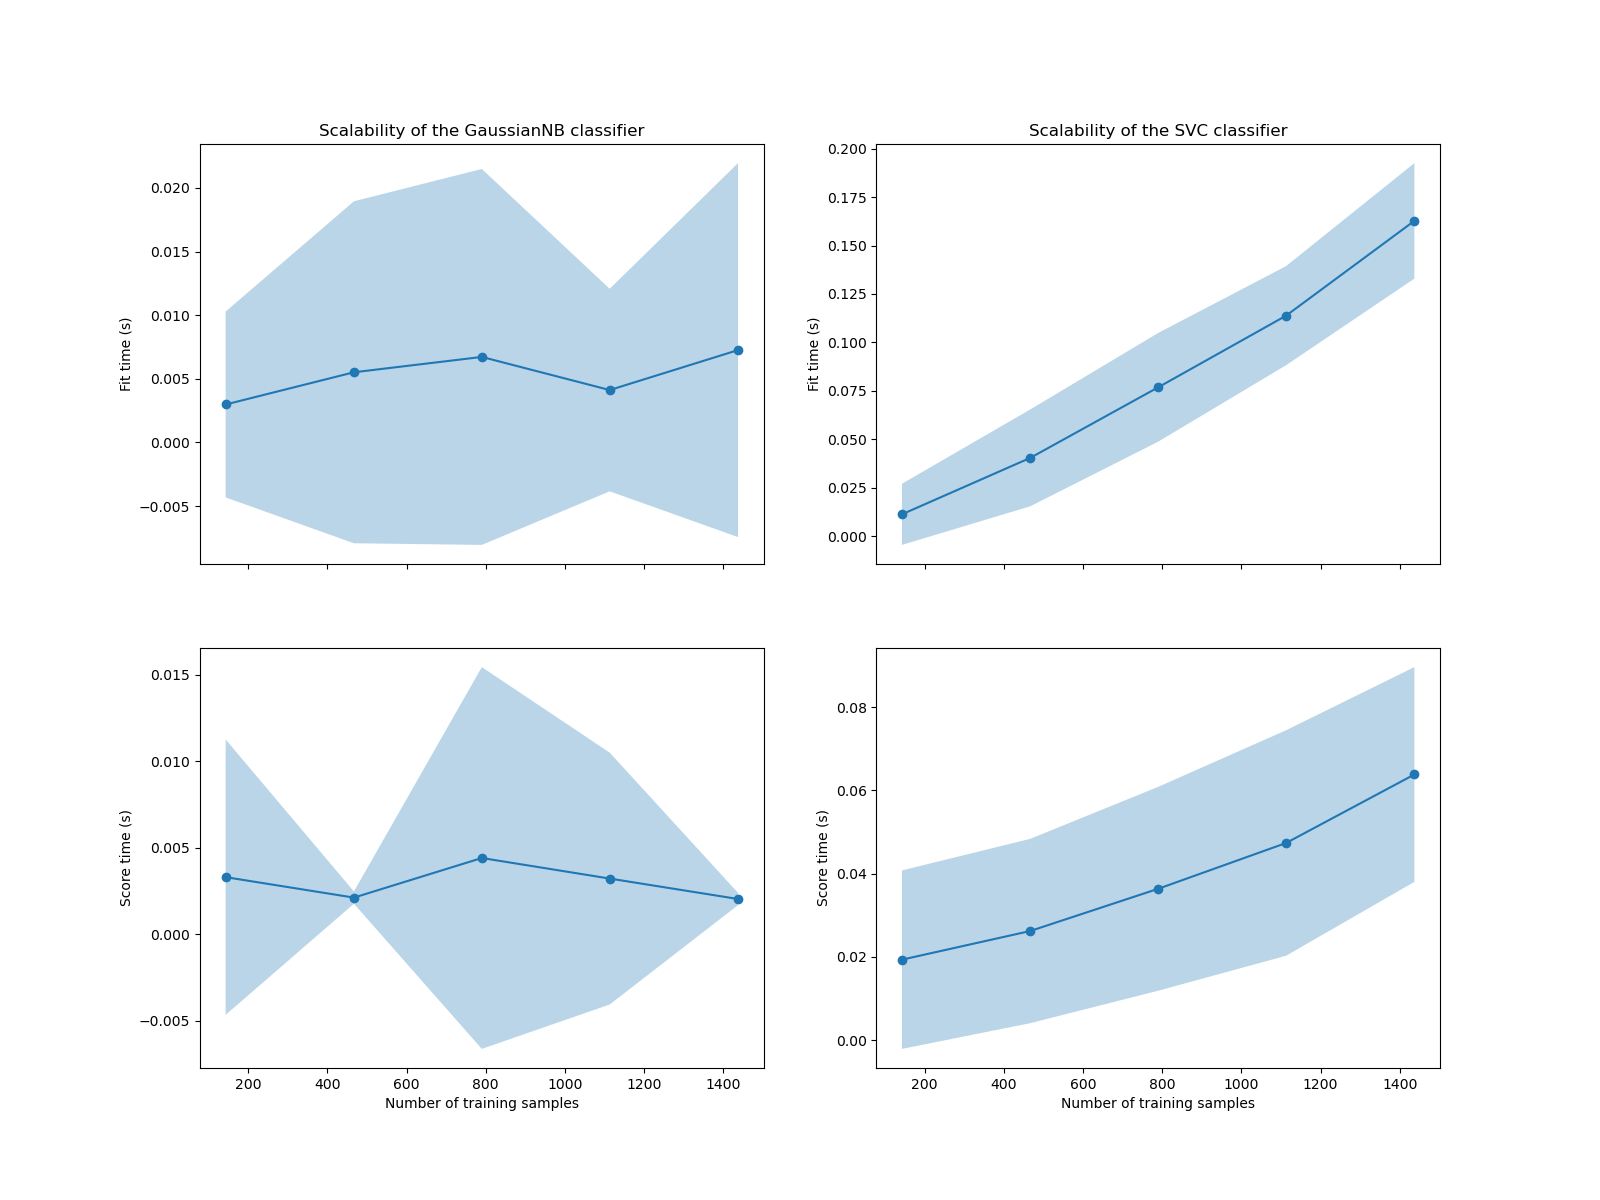 Scalability of the GaussianNB classifier
0.020
0.015
0.010
0.005
0.000
−0.005
Fit time (s)
Scalability of the SVC classifier
0.200
0.175
0.150
0.125
0.100
0.075
0.050
0.025
0.000
Fit time (s)
0.015
0.010
0.005
0.000
−0.005
Score time (s)
200 400 600 800 1000 1200 1400
Number of training samples
0.08
0.06
0.04
0.02
0.00
Score time (s)
200 400 600 800 1000 1200 1400
Number of training samples